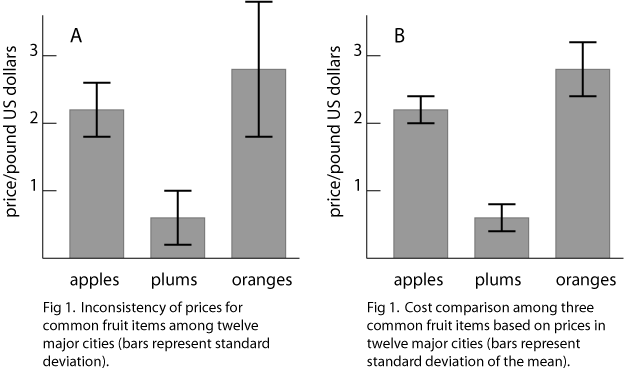 A
price/pound US dollars
3
2
1
apples plums oranges
Fig 1. Inconsistency of prices for
common fruit items among twelve
major cities (bars represent standard
deviation).
B
price/pound US dollars
3
2
1
apples plums oranges
Fig 1. Cost comparison among three
common fruit items based on prices in
twelve major cities (bars represent
standard deviation of the mean).